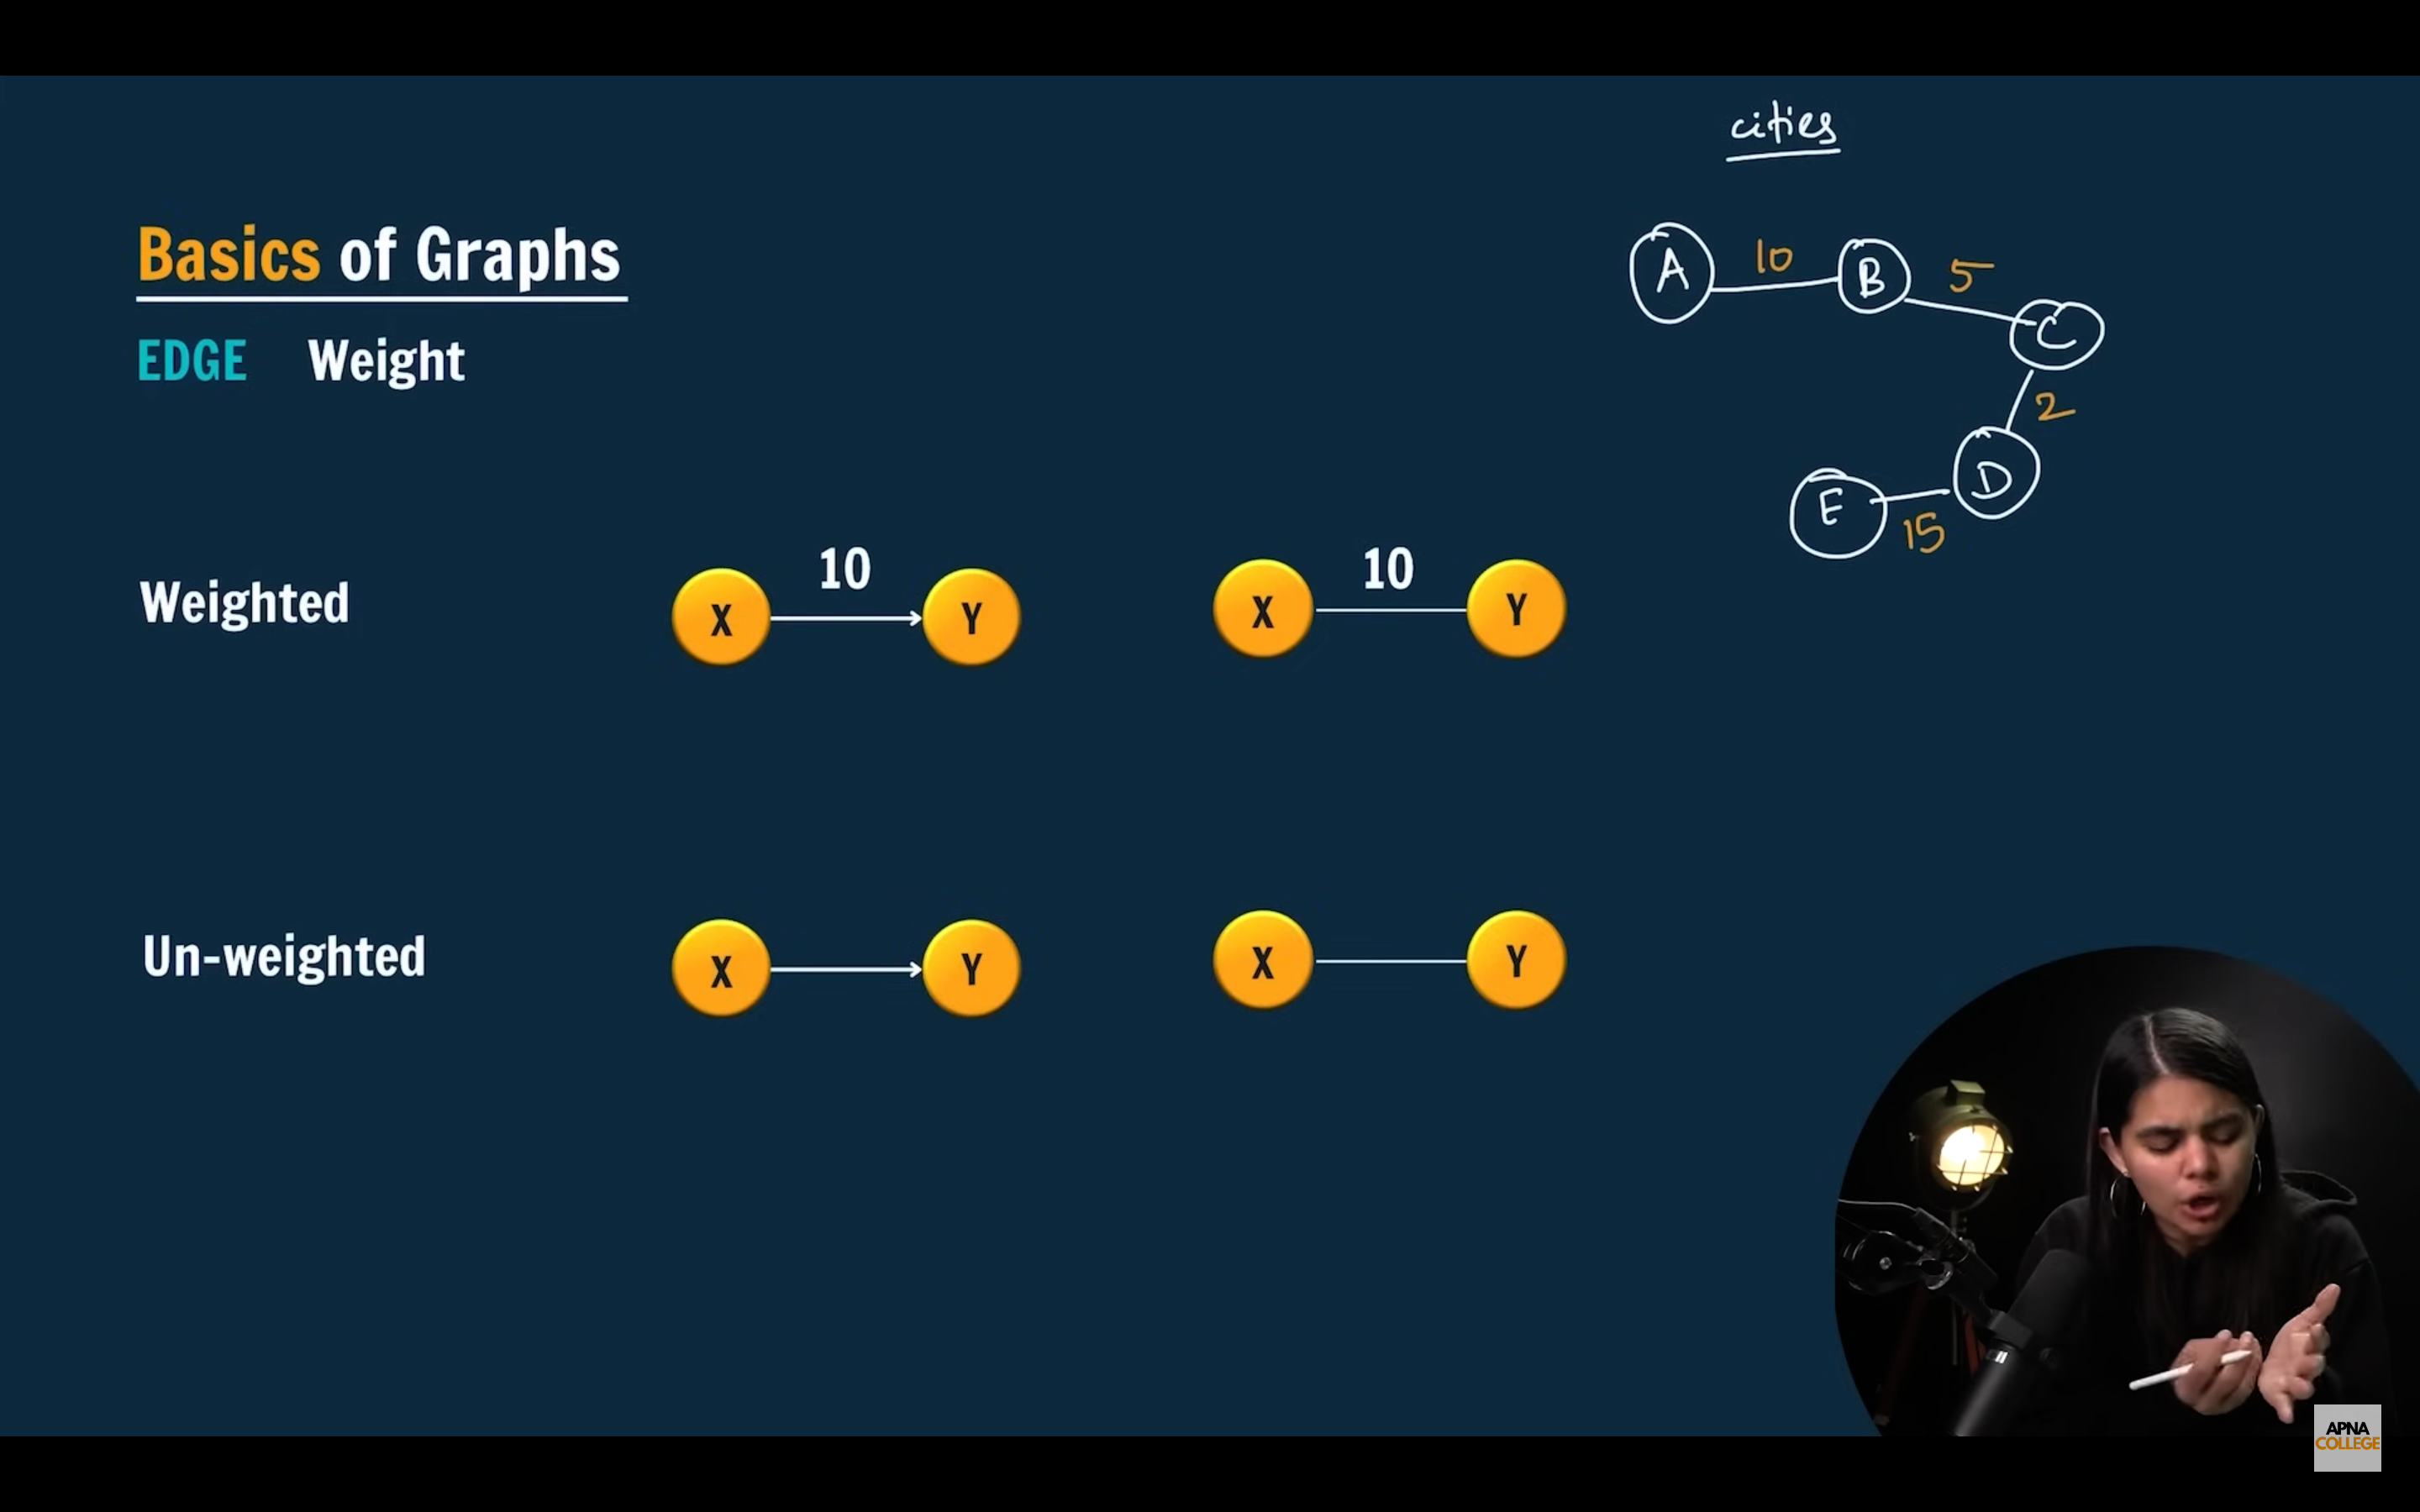 cities
Basics of Graphs
A 10 B 5
C
EDGE Weight
2
D
E
15
Weighted
X 10 Y
X 10 Y
Un-weighted
X Y
X Y
APNA
COLLEGE